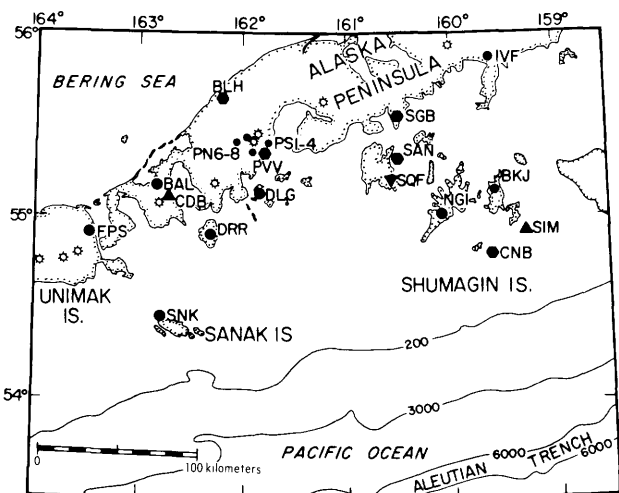 164° 163° 162° 161° 160° 159°
56°
BERING SEA
ALASKA
PENINSULA
IVF
BLH
SGB
PN6-8
PSI-4
PVV
SAN
BAL
CDB
DLG
SQF
NGI
BKJ
55°
FPS
DRR
SIM
CNB
UNIMAK
IS.
SHUMAGIN IS.
SNK
SANAK IS
200
54°
3000
PACIFIC OCEAN
6000
ALEUTIAN TRENCH
6000
0 100 kilometers